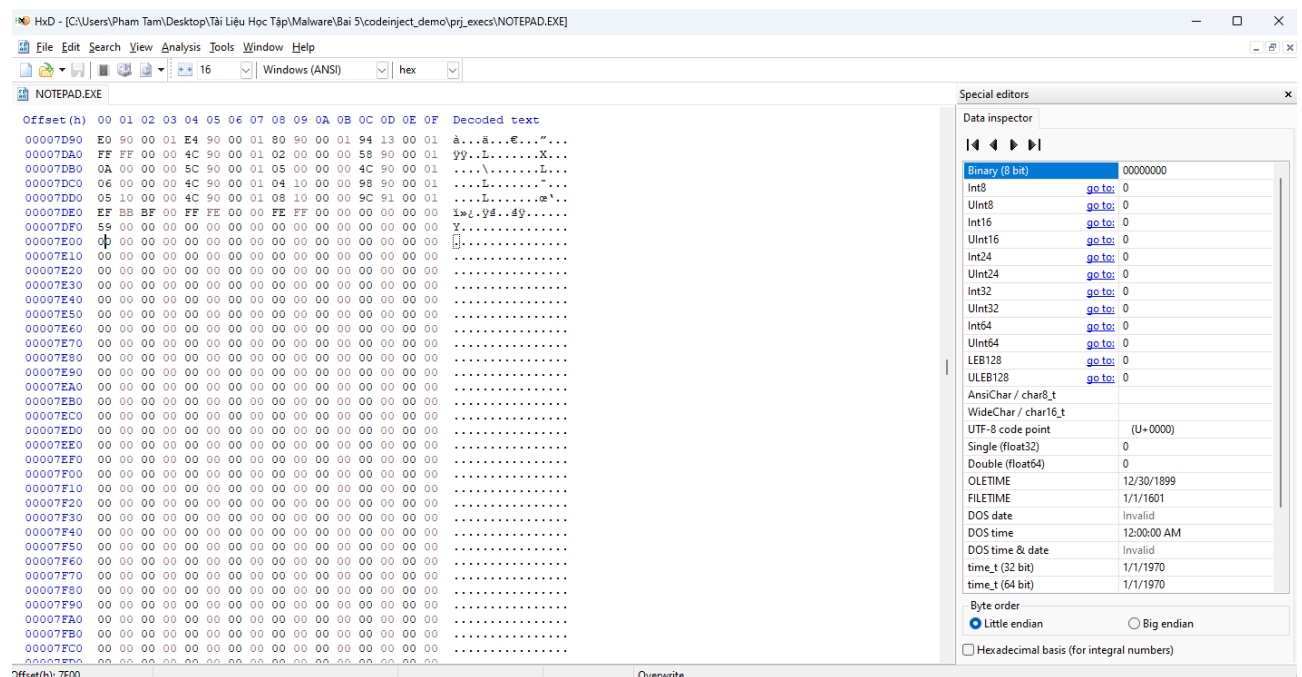 HxD - [C:\Users\Pham Tam\Desktop\Tài Liệu Học Tập\Malware\Bai 5\codeinject_demo\prj_execs\NOTEPAD.EXE]
File Edit Search View Analysis Tools Window Help
16 Windows (ANSI) hex
NOTEPAD.EXE
Offset(h) 00 01 02 03 04 05 06 07 08 09 0A 0B 0C 0D 0E 0F Decoded text
00007D90 E0 90 00 01 E4 90 00 01 80 90 00 01 94 13 00 01 à...ä...€..."...
00007DA0 FF FF 00 00 4C 90 00 01 02 00 00 00 58 90 00 01 ÿÿ..L.......X...
00007DB0 0A 00 00 00 5C 90 00 01 05 00 00 00 4C 90 00 01 ....\.......L...
00007DC0 06 00 00 00 4C 90 00 01 04 10 00 00 98 90 00 01 ....L.......˜...
00007DD0 05 10 00 00 4C 90 00 01 08 10 00 00 9C 91 00 01 ....L.......œ‘..
00007DE0 EF BB BF 00 FF FE 00 00 FE FF 00 00 00 00 00 00 ï»¿.ÿ₫..₫ÿ......
00007DF0 59 00 00 00 00 00 00 00 00 00 00 00 00 00 00 00 Y...............
00007E00 00 00 00 00 00 00 00 00 00 00 00 00 00 00 00 00 ................
00007E10 00 00 00 00 00 00 00 00 00 00 00 00 00 00 00 00 ................
00007E20 00 00 00 00 00 00 00 00 00 00 00 00 00 00 00 00 ................
00007E30 00 00 00 00 00 00 00 00 00 00 00 00 00 00 00 00 ................
00007E40 00 00 00 00 00 00 00 00 00 00 00 00 00 00 00 00 ................
00007E50 00 00 00 00 00 00 00 00 00 00 00 00 00 00 00 00 ................
00007E60 00 00 00 00 00 00 00 00 00 00 00 00 00 00 00 00 ................
00007E70 00 00 00 00 00 00 00 00 00 00 00 00 00 00 00 00 ................
00007E80 00 00 00 00 00 00 00 00 00 00 00 00 00 00 00 00 ................
00007E90 00 00 00 00 00 00 00 00 00 00 00 00 00 00 00 00 ................
00007EA0 00 00 00 00 00 00 00 00 00 00 00 00 00 00 00 00 ................
00007EB0 00 00 00 00 00 00 00 00 00 00 00 00 00 00 00 00 ................
00007EC0 00 00 00 00 00 00 00 00 00 00 00 00 00 00 00 00 ................
00007ED0 00 00 00 00 00 00 00 00 00 00 00 00 00 00 00 00 ................
00007EE0 00 00 00 00 00 00 00 00 00 00 00 00 00 00 00 00 ................
00007EF0 00 00 00 00 00 00 00 00 00 00 00 00 00 00 00 00 ................
00007F00 00 00 00 00 00 00 00 00 00 00 00 00 00 00 00 00 ................
00007F10 00 00 00 00 00 00 00 00 00 00 00 00 00 00 00 00 ................
00007F20 00 00 00 00 00 00 00 00 00 00 00 00 00 00 00 00 ................
00007F30 00 00 00 00 00 00 00 00 00 00 00 00 00 00 00 00 ................
00007F40 00 00 00 00 00 00 00 00 00 00 00 00 00 00 00 00 ................
00007F50 00 00 00 00 00 00 00 00 00 00 00 00 00 00 00 00 ................
00007F60 00 00 00 00 00 00 00 00 00 00 00 00 00 00 00 00 ................
00007F70 00 00 00 00 00 00 00 00 00 00 00 00 00 00 00 00 ................
00007F80 00 00 00 00 00 00 00 00 00 00 00 00 00 00 00 00 ................
00007F90 00 00 00 00 00 00 00 00 00 00 00 00 00 00 00 00 ................
00007FA0 00 00 00 00 00 00 00 00 00 00 00 00 00 00 00 00 ................
00007FB0 00 00 00 00 00 00 00 00 00 00 00 00 00 00 00 00 ................
00007FC0 00 00 00 00 00 00 00 00 00 00 00 00 00 00 00 00 ................
00007FD0 00 00 00 00 00 00 00 00 00 00 00 00 00 00 00 00
Special editors
Data inspector
Binary (8 bit) 00000000
Int8 go to: 0
UInt8 go to: 0
Int16 go to: 0
UInt16 go to: 0
Int24 go to: 0
UInt24 go to: 0
Int32 go to: 0
UInt32 go to: 0
Int64 go to: 0
UInt64 go to: 0
LEB128 go to: 0
ULEB128 go to: 0
AnsiChar / char8_t
WideChar / char16_t
UTF-8 code point (U+0000)
Single (float32) 0
Double (float64) 0
OLETIME 12/30/1899
FILETIME 1/1/1601
DOS date Invalid
DOS time 12:00:00 AM
DOS time & date Invalid
time_t (32 bit) 1/1/1970
time_t (64 bit) 1/1/1970
Byte order
Little endian Big endian
Hexadecimal basis (for integral numbers)
Offset(h): 7E00 Overwrite